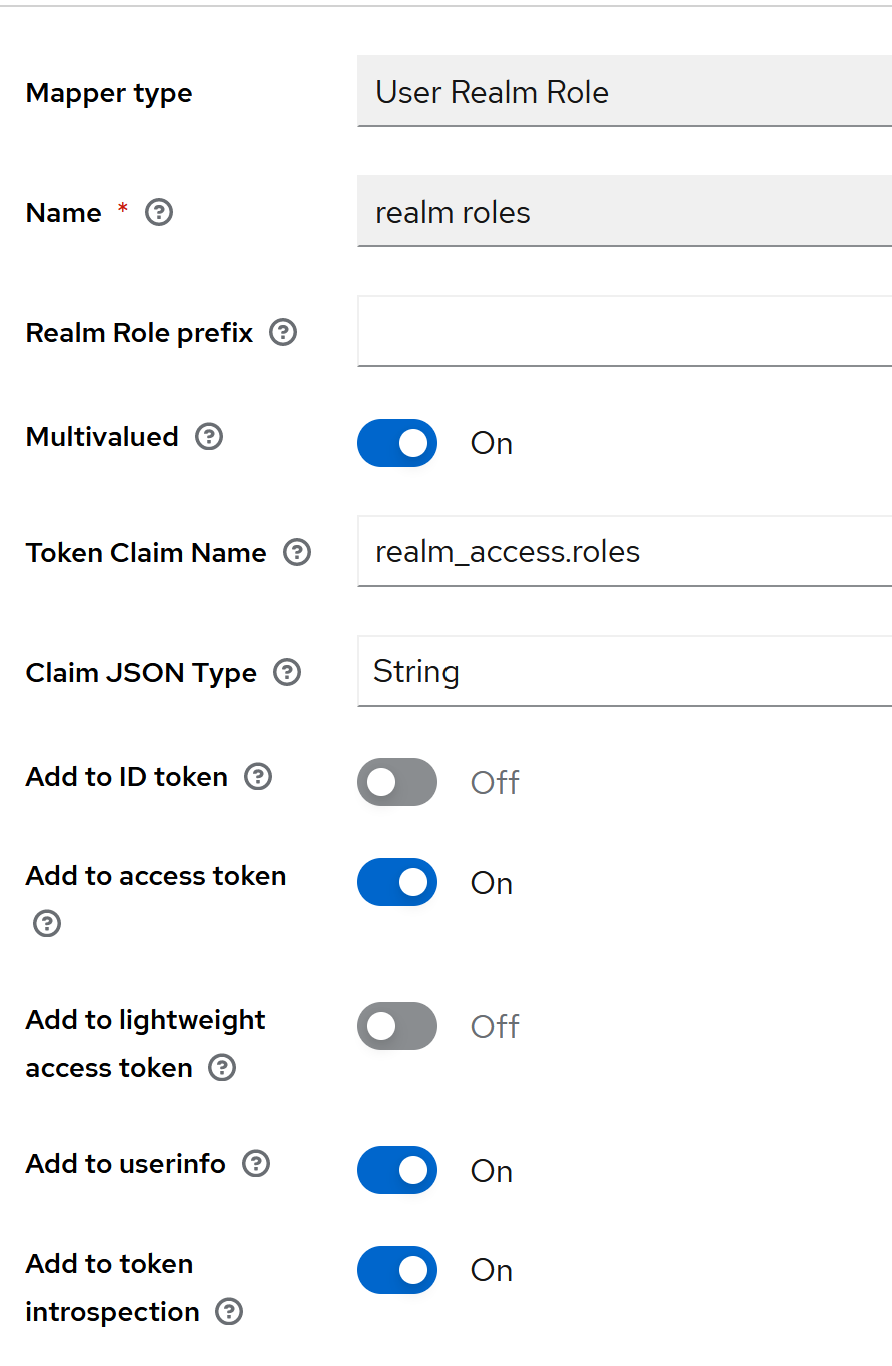 Mapper type
User Realm Role
Name *
realm roles
Realm Role prefix
Multivalued
On
Token Claim Name
realm_access.roles
Claim JSON Type
String
Add to ID token
Off
Add to access token
On
Add to lightweight
access token
Off
Add to userinfo
On
Add to token
introspection
On